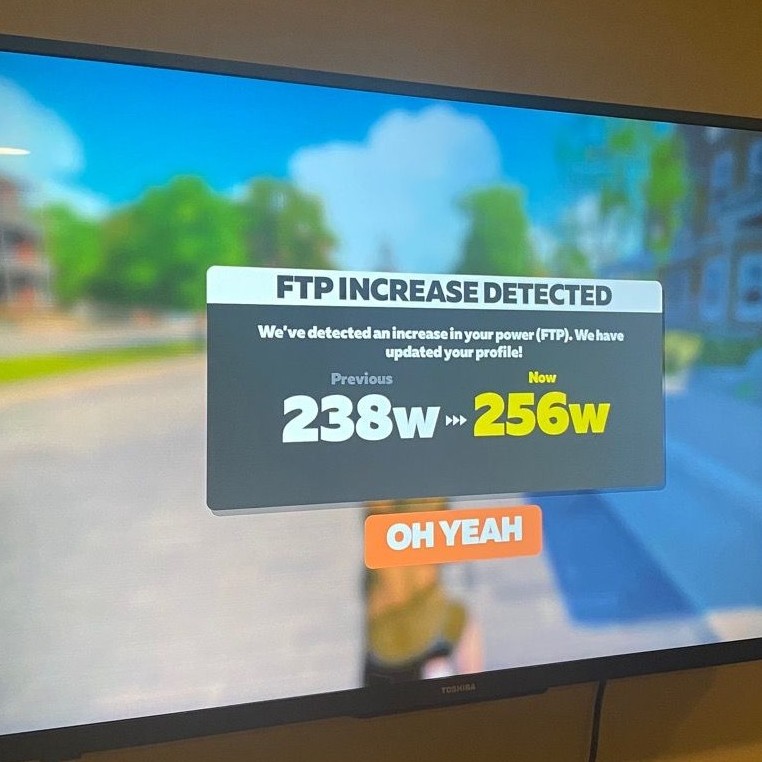 FTP INCREASE DETECTED
We've detected an increase in your power (FTP). We have
updated your profile!
Previous
Now
238w
256w
OH YEAH
TOSHIBA